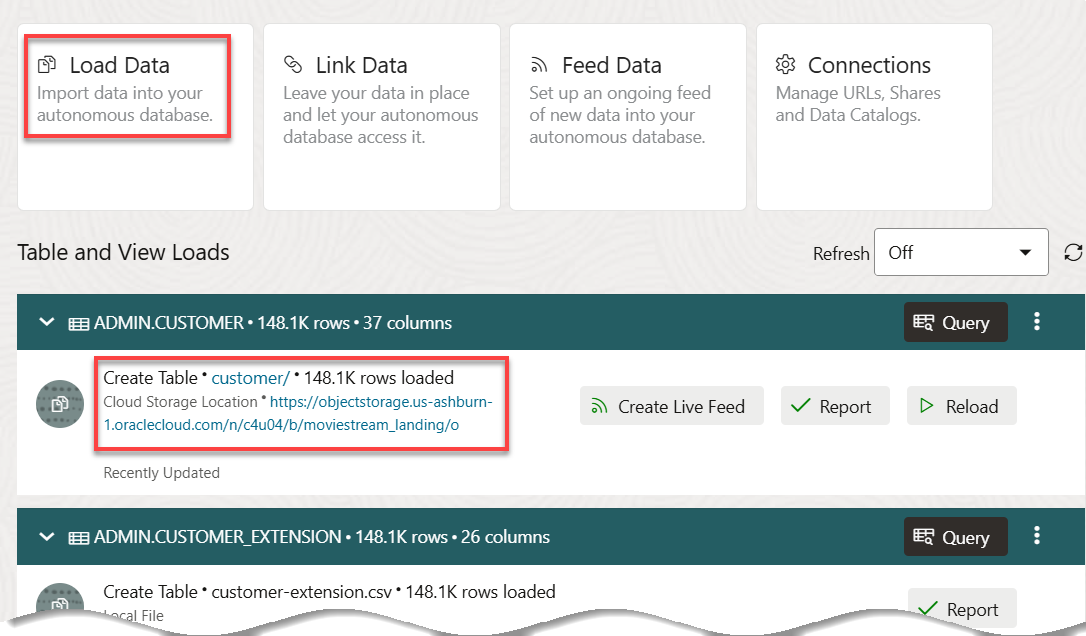 Load Data
Import data into your
autonomous database.
Link Data
Leave your data in place
and let your autonomous
database access it.
Feed Data
Set up an ongoing feed
of new data into your
autonomous database.
Connections
Manage URLs, Shares
and Data Catalogs.
Table and View Loads
Refresh Off
ADMIN.CUSTOMER • 148.1K rows • 37 columns
Query
Create Table • customer/ • 148.1K rows loaded
Cloud Storage Location • https://objectstorage.us-ashburn-
1.oraclecloud.com/n/c4u04/b/moviestream_landing/o
Create Live Feed
Report
Reload
Recently Updated
ADMIN.CUSTOMER_EXTENSION • 148.1K rows • 26 columns
Query
Create Table • customer-extension.csv • 148.1K rows loaded
Local File
Report